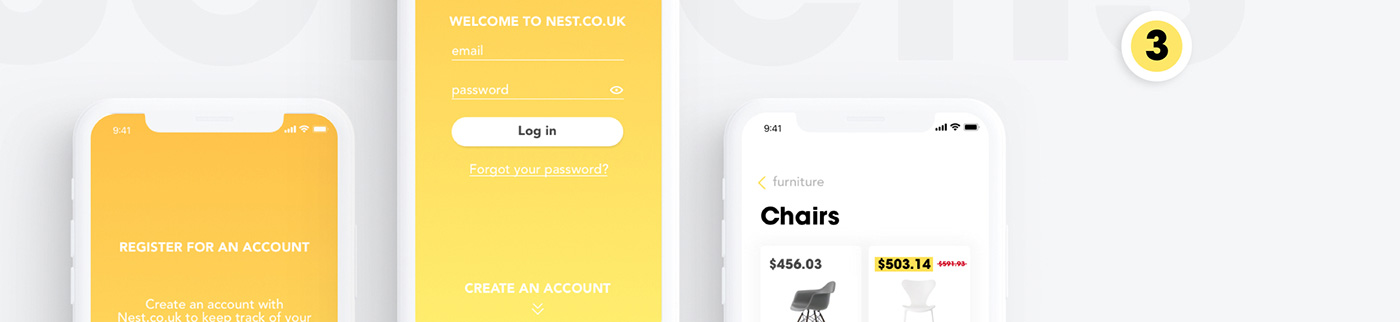 9:41
REGISTER FOR AN ACCOUNT
Create an account with
Nest.co.uk to keep track of your
WELCOME TO NEST.CO.UK
email
password
Log in
Forgot your password?
CREATE AN ACCOUNT
9:41
furniture
Chairs
$456.03
$503.14 $591.93
3